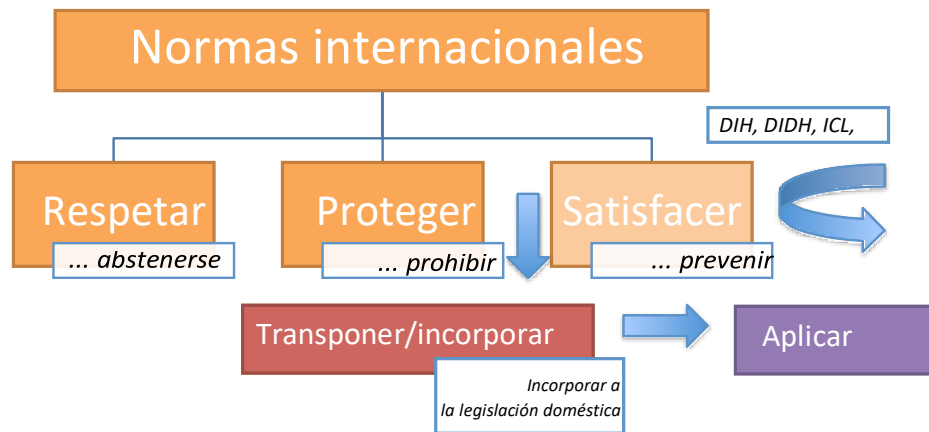 Normas internacionales
DIH, DIDH, ICL,
Respetar
Proteger
Satisfacer
... abstenerse
... prohibir
... prevenir
Transponer/incorporar
Aplicar
Incorporar a
la legislación doméstica